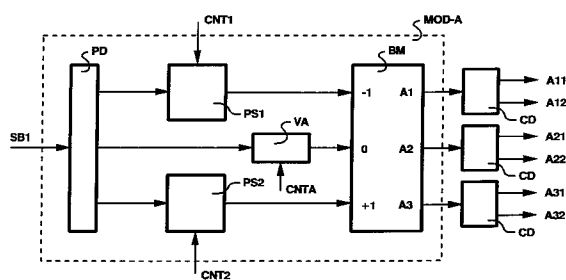 CNT1
MOD-A
PD
BM
A11
-1 A1
A12
PS1
CD
VA
A21
SB1
0 A2
A22
PS2
CNTA
CD
A31
+1 A3
A32
CD
CNT2